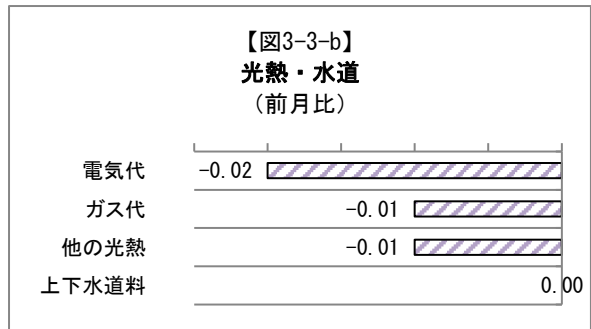 【図3-3-b】
光熱・水道
（前月比）
電気代 -0.02
ガス代 -0.01
他の光熱 -0.01
上下水道料 0.00